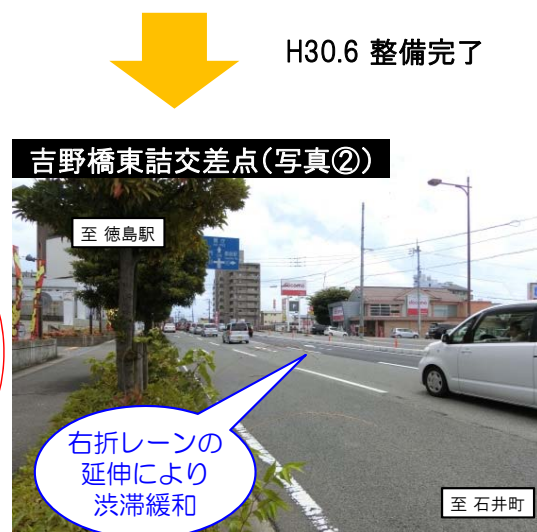 H30.6 整備完了
吉野橋東詰交差点(写真②)
至 徳島駅
右折レーンの
延伸により
渋滞緩和
至 石井町